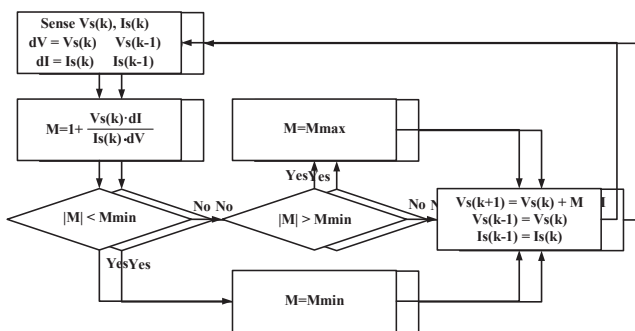 Sense Vs(k), Is(k)
dV = Vs(k) Vs(k-1)
dI = Is(k) Is(k-1)
M=1+ Vs(k)·dI
Is(k)·dV
M=Mmax
YesYes
|M| < Mmin
No No
|M| > Mmin
No N
Vs(k+1) = Vs(k) + M I
Vs(k-1) = Vs(k)
Is(k-1) = Is(k)
YesYes
M=Mmin